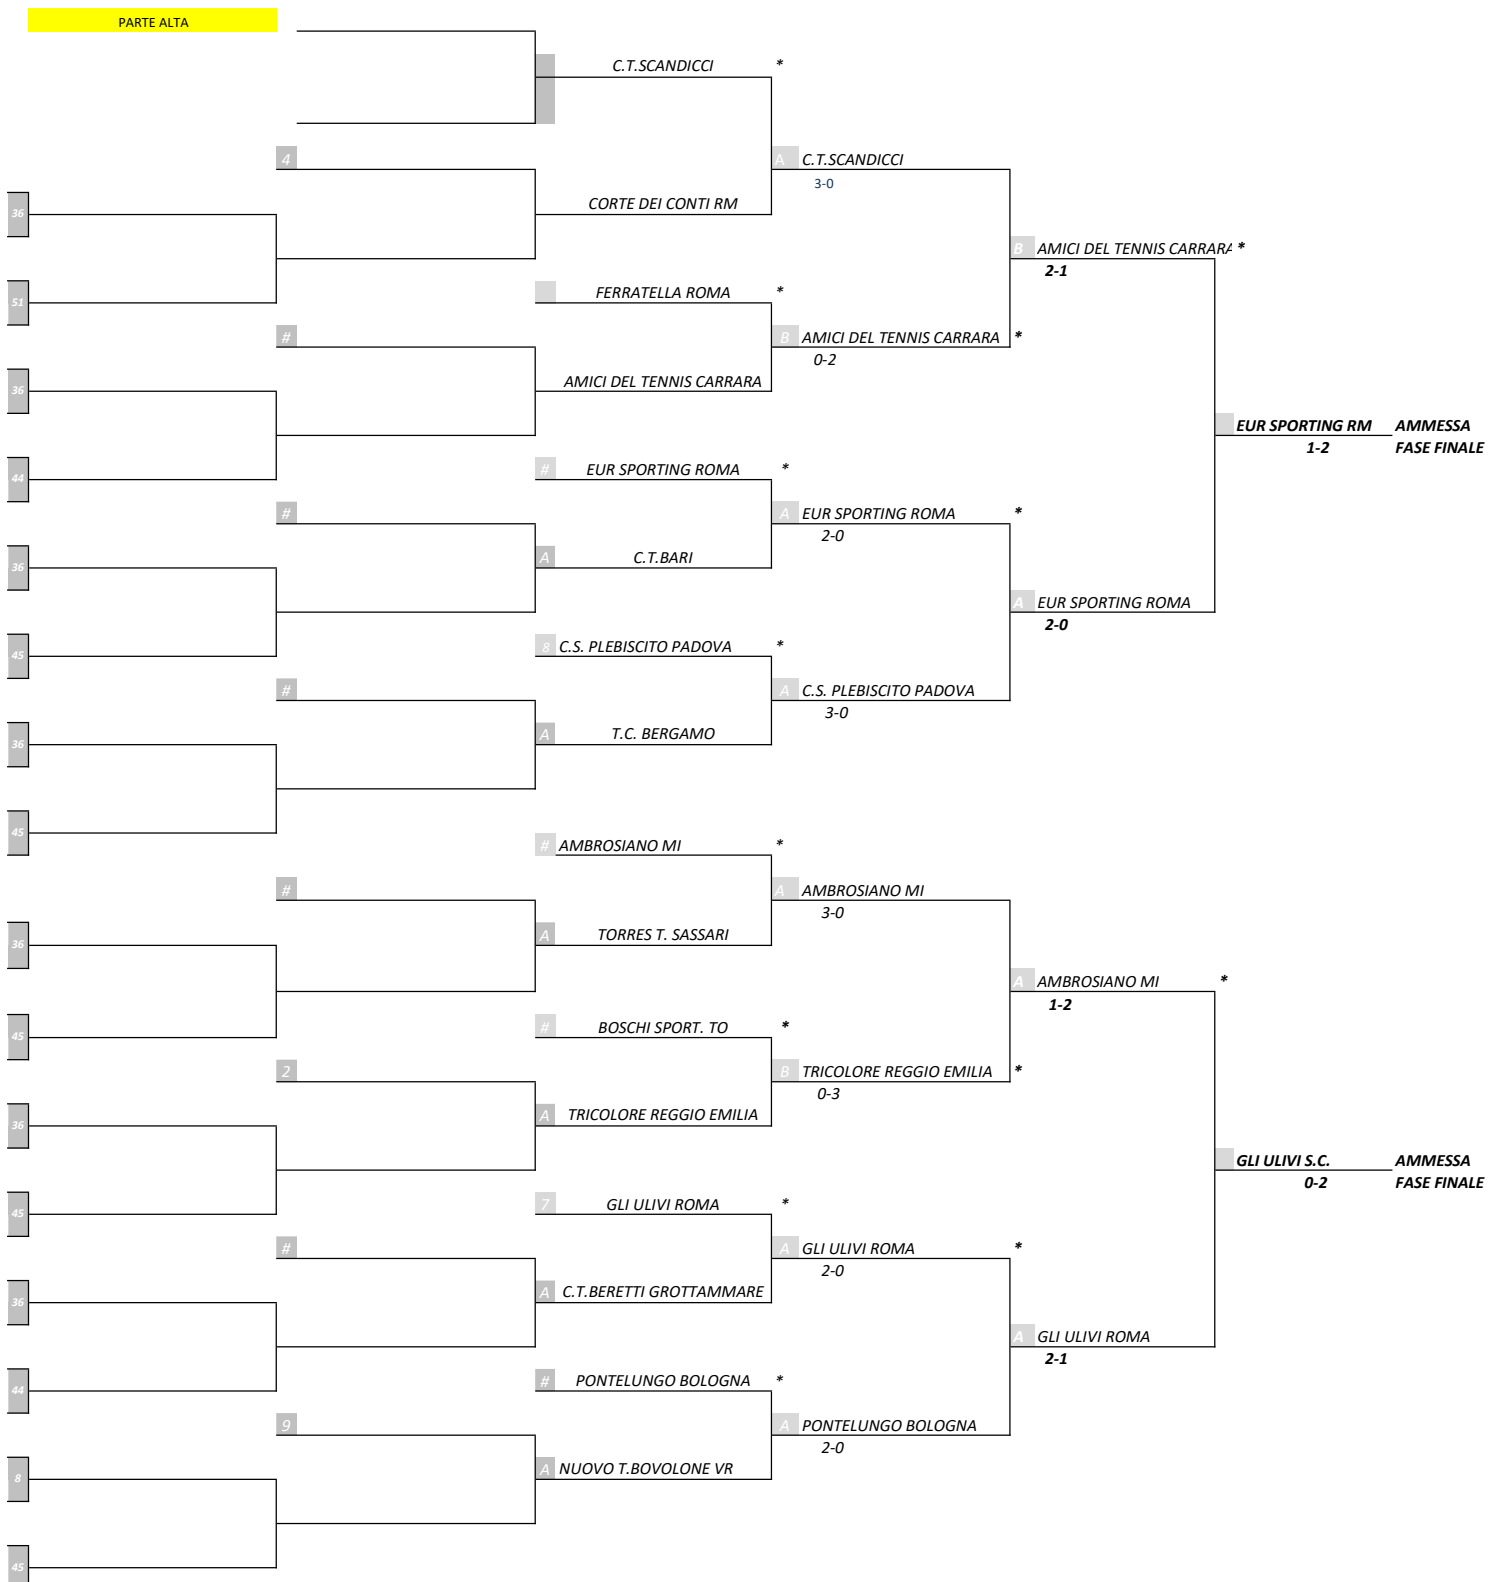 PARTE ALTA
C.T.SCANDICCI *
4
A C.T.SCANDICCI
3-0
36
CORTE DEI CONTI RM
B AMICI DEL TENNIS CARRARA *
2-1
51
FERRATELLA ROMA *
#
B AMICI DEL TENNIS CARRARA *
0-2
36
AMICI DEL TENNIS CARRARA
EUR SPORTING RM AMMESSA
1-2 FASE FINALE
44
# EUR SPORTING ROMA *
#
A EUR SPORTING ROMA *
2-0
36
A C.T.BARI
A EUR SPORTING ROMA
2-0
45
8 C.S. PLEBISCITO PADOVA *
#
A C.S. PLEBISCITO PADOVA
3-0
36
A T.C. BERGAMO
45
# AMBROSIANO MI *
#
A AMBROSIANO MI
3-0
36
A TORRES T. SASSARI
A AMBROSIANO MI *
1-2
45
# BOSCHI SPORT. TO *
2
B TRICOLORE REGGIO EMILIA *
0-3
36
A TRICOLORE REGGIO EMILIA
GLI ULIVI S.C. AMMESSA
0-2 FASE FINALE
45
7 GLI ULIVI ROMA *
#
A GLI ULIVI ROMA *
2-0
36
A C.T.BERETTI GROTTAMMARE
A GLI ULIVI ROMA
2-1
44
# PONTELUNGO BOLOGNA *
9
A PONTELUNGO BOLOGNA
2-0
8
A NUOVO T.BOVOLONE VR
45